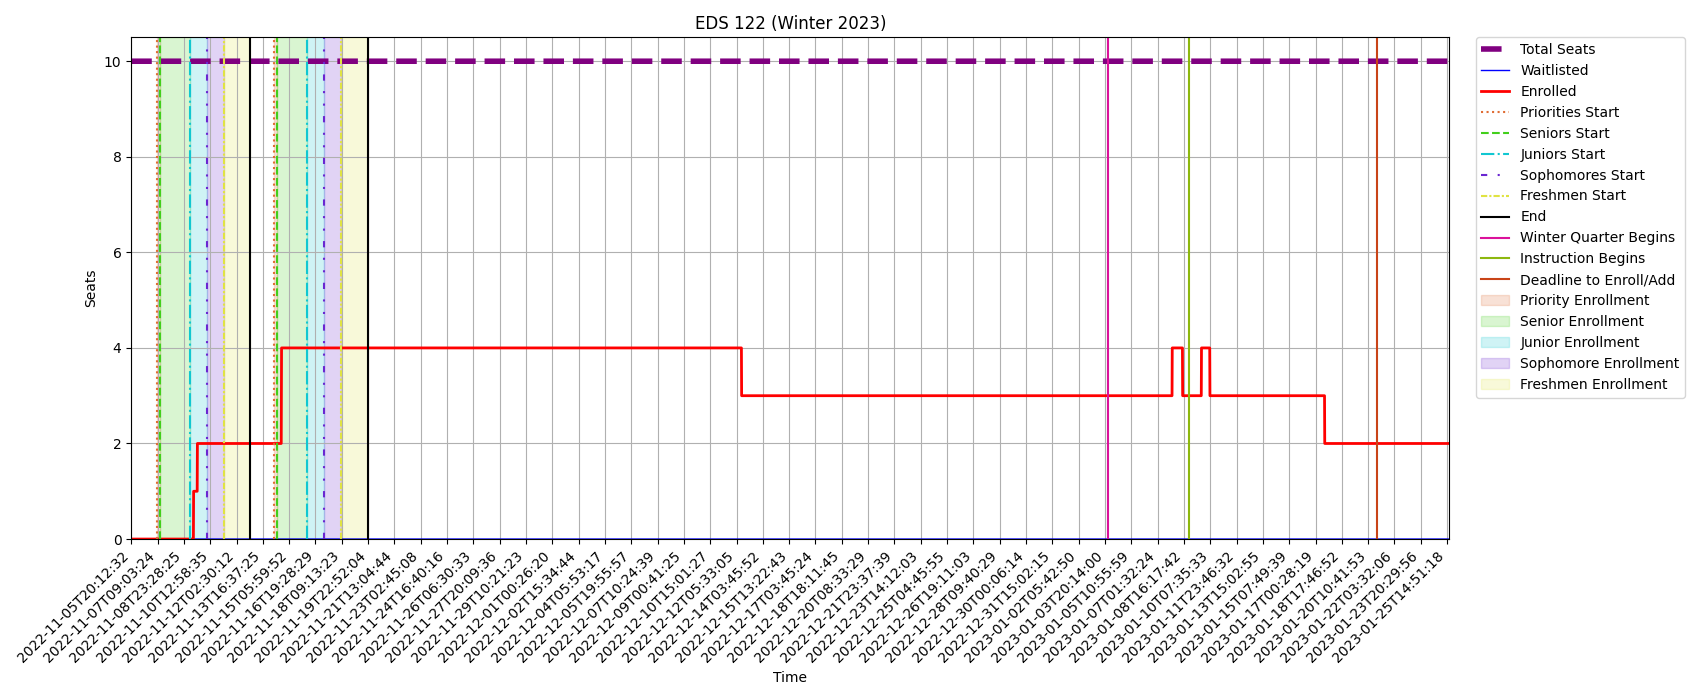 EDS 122 (Winter 2023)
10
8
6
4
2
0
Seats
2022-11-05T20:12:32
2022-11-07T09:03:24
2022-11-08T23:28:25
2022-11-10T12:58:35
2022-11-12T02:30:12
2022-11-13T16:37:25
2022-11-15T05:59:52
2022-11-16T19:28:29
2022-11-18T09:13:23
2022-11-19T22:52:04
2022-11-21T13:04:44
2022-11-23T02:45:08
2022-11-24T16:40:16
2022-11-26T06:30:33
2022-11-27T20:09:36
2022-11-29T10:21:23
2022-12-01T00:26:20
2022-12-02T15:34:44
2022-12-04T05:53:17
2022-12-05T19:55:57
2022-12-07T10:24:39
2022-12-09T00:41:25
2022-12-10T15:01:27
2022-12-12T05:33:05
2022-12-14T03:45:52
2022-12-15T13:22:43
2022-12-17T03:45:24
2022-12-18T18:11:45
2022-12-20T08:33:29
2022-12-21T23:37:39
2022-12-23T14:12:03
2022-12-25T04:45:55
2022-12-26T19:11:03
2022-12-28T09:40:29
2022-12-30T00:06:14
2022-12-31T15:02:15
2023-01-02T05:42:50
2023-01-03T20:14:00
2023-01-05T10:55:59
2023-01-07T01:32:24
2023-01-08T16:17:42
2023-01-10T07:35:33
2023-01-11T23:46:32
2023-01-13T15:02:55
2023-01-15T07:49:39
2023-01-17T00:28:19
2023-01-18T17:46:52
2023-01-20T10:41:53
2023-01-22T03:32:06
2023-01-23T20:29:56
2023-01-25T14:51:18
Time
Total Seats
Waitlisted
Enrolled
Priorities Start
Seniors Start
Juniors Start
Sophomores Start
Freshmen Start
End
Winter Quarter Begins
Instruction Begins
Deadline to Enroll/Add
Priority Enrollment
Senior Enrollment
Junior Enrollment
Sophomore Enrollment
Freshmen Enrollment